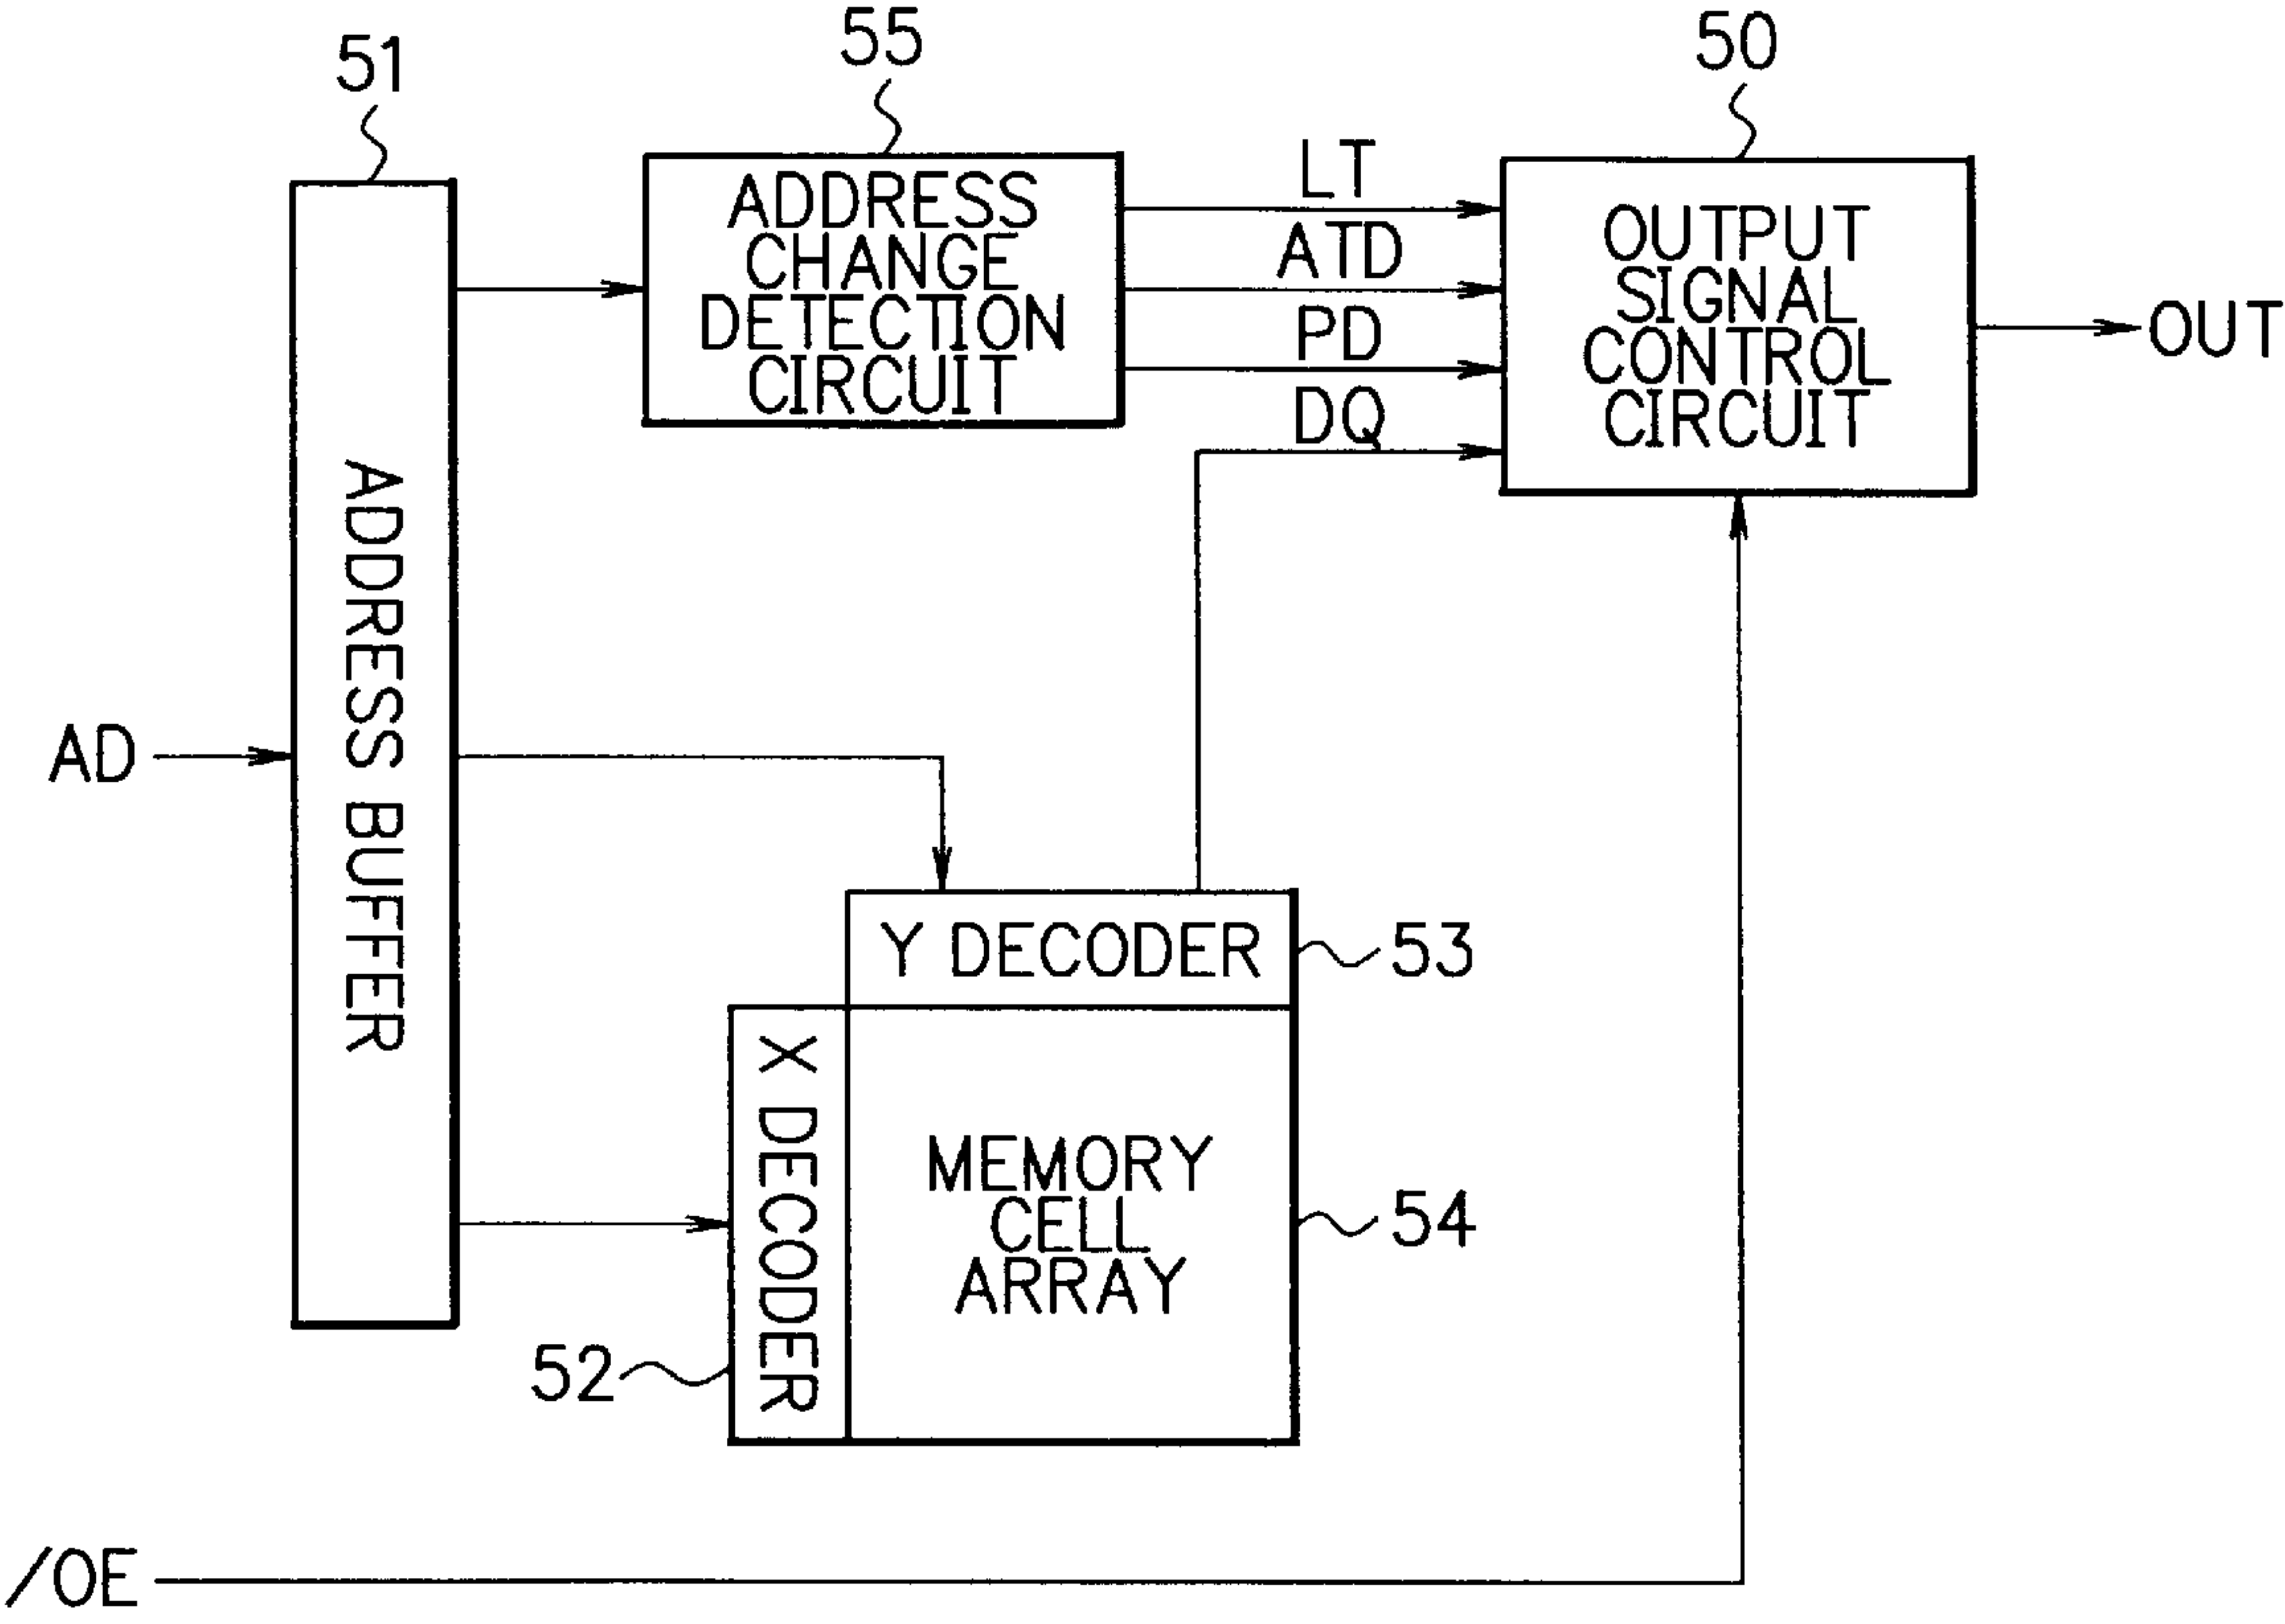 51
55
50
ADDRESS
CHANGE
DETECTION
CIRCUIT
LT
ATD
PD
DQ
OUTPUT
SIGNAL
CONTROL
CIRCUIT
OUT
AD
ADDRESS BUFFER
Y DECODER
53
X DECODER
MEMORY
CELL
ARRAY
54
52
/OE